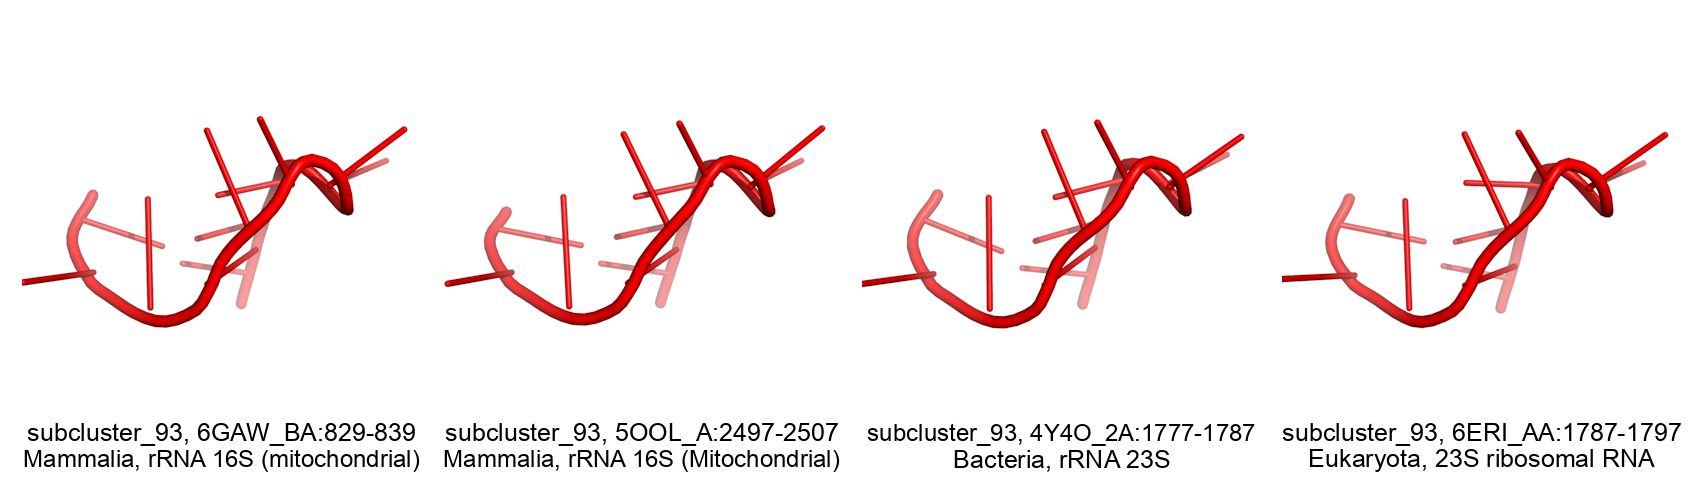 subcluster_93, 6GAW_BA:829-839
Mammalia, rRNA 16S (mitochondrial)
subcluster_93, 5OOL_A:2497-2507
Mammalia, rRNA 16S (Mitochondrial)
subcluster_93, 4Y4O_2A:1777-1787
Bacteria, rRNA 23S
subcluster_93, 6ERI_AA:1787-1797
Eukaryota, 23S ribosomal RNA